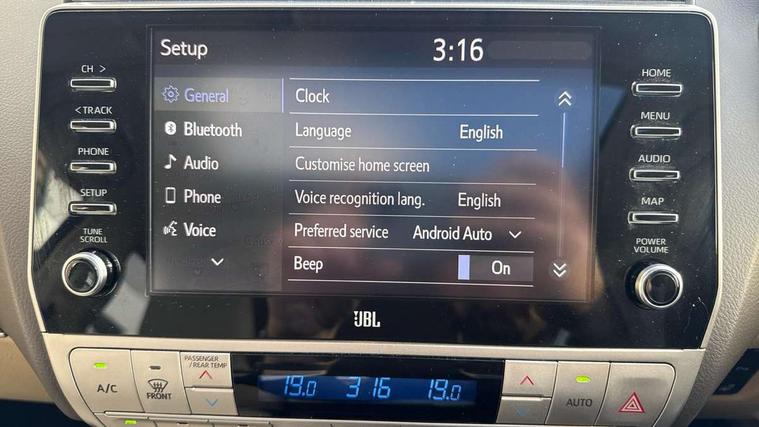 Setup 3:16
General
Bluetooth
Audio
Phone
Voice
Clock
Language English
Customise home screen
Voice recognition lang. English
Preferred service Android Auto
Beep On
CH >
< TRACK
PHONE
SETUP
TUNE
SCROLL
HOME
MENU
AUDIO
MAP
POWER
VOLUME
JBL
A/C
FRONT
PASSENGER
/ REAR TEMP
19.0 3:16 19.0
AUTO